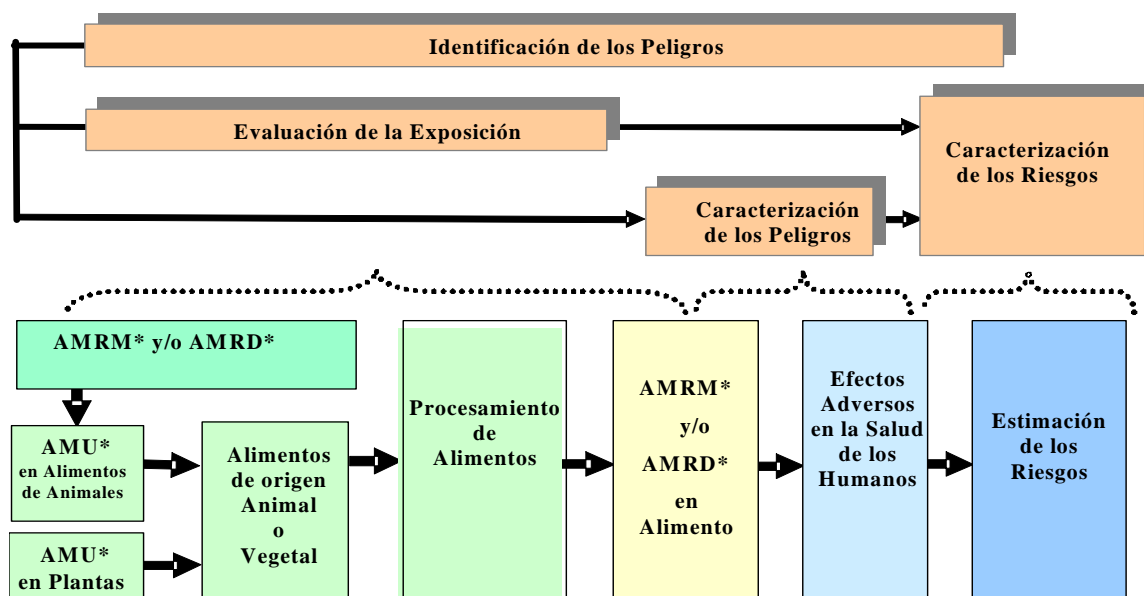 Identificación de los Peligros
Evaluación de la Exposición
Caracterización
de los Riesgos
Caracterización
de los Peligros
AMRM* y/o AMRD*
AMU*
en Alimentos
de Animales
AMU*
en Plantas
Alimentos
de origen
Animal
o
Vegetal
Procesamiento
de
Alimentos
AMRM*
y/o
AMRD*
en
Alimento
Efectos
Adversos
en la Salud
de los
Humanos
Estimación
de los
Riesgos